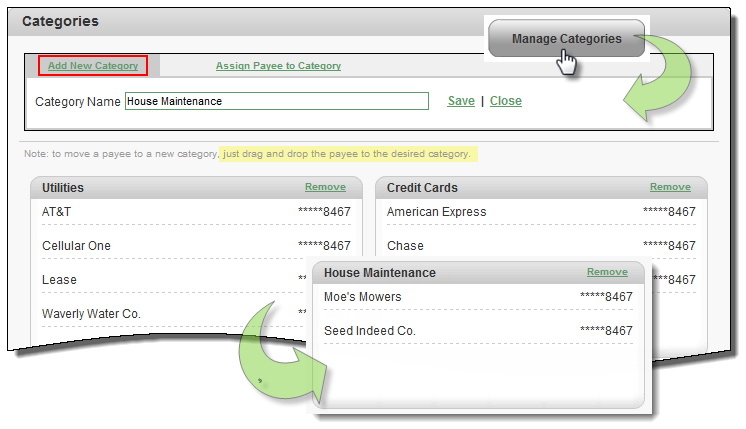 Categories
Manage Categories
Add New Category Assign Payee to Category
Category Name House Maintenance Save | Close
Note: to move a payee to a new category, just drag and drop the payee to the desired category.
Utilities Remove
AT&T *****8467
Cellular One *****8467
Lease
Waverly Water Co.
Credit Cards Remove
American Express *****8467
Chase *****8467
House Maintenance Remove
Moe's Mowers *****8467
Seed Indeed Co. *****8467